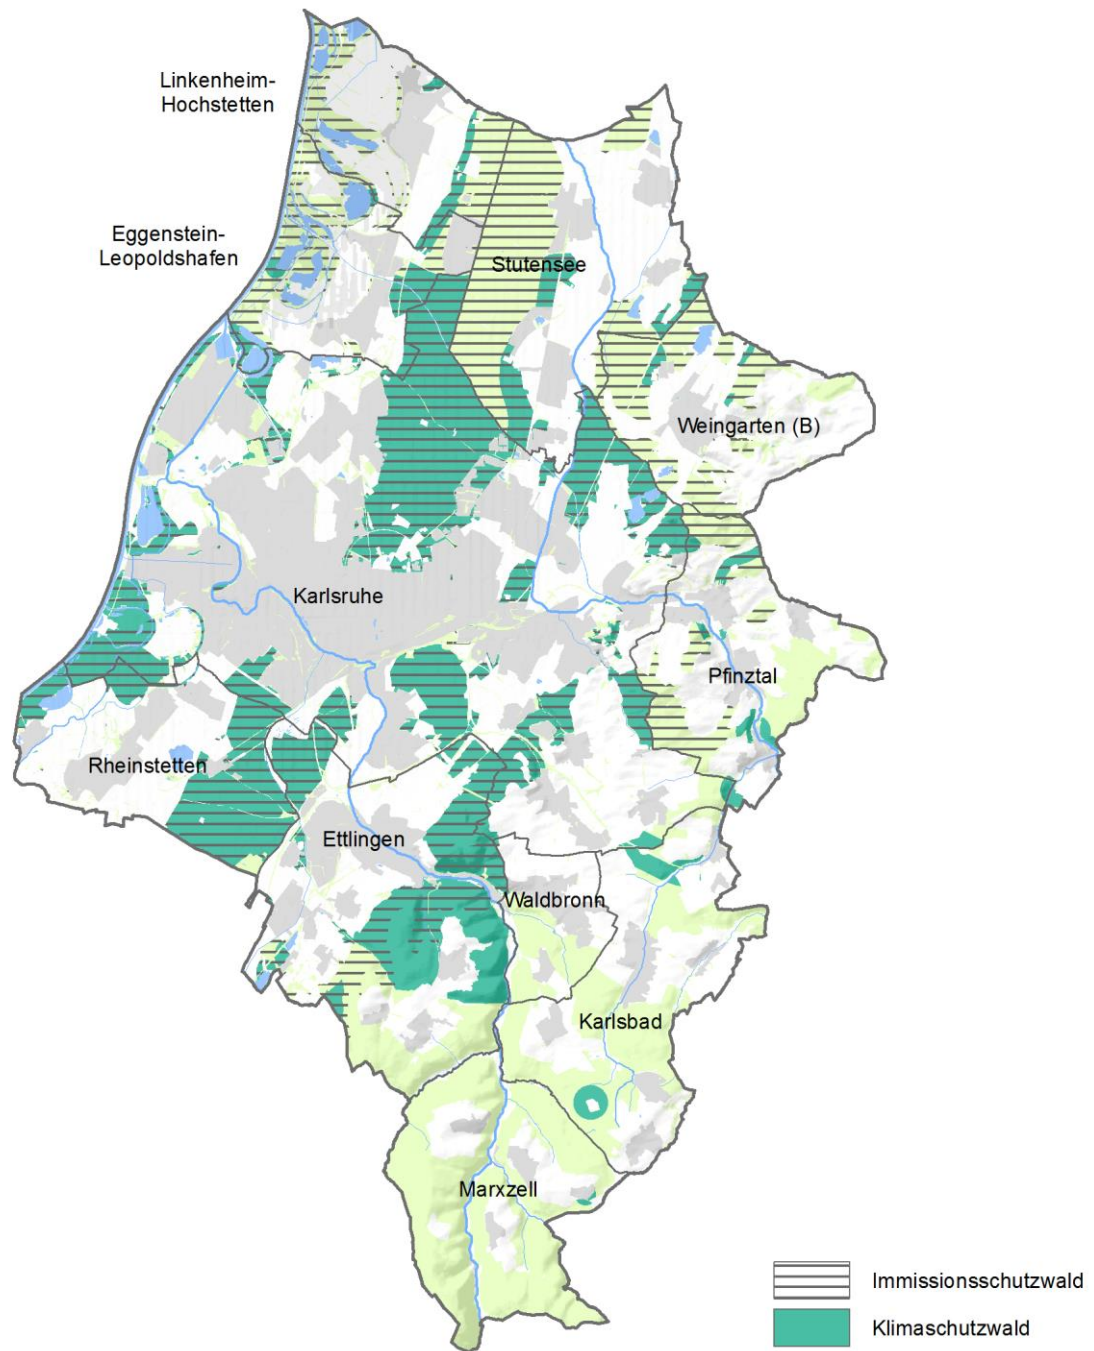 Linkenheim-
Hochstetten
Eggenstein-
Leopoldshafen
Stutensee
Weingarten (B)
Karlsruhe
Pfinztal
Rheinstetten
Ettlingen
Waldbronn
Karlsbad
Marxzell
Immissionsschutzwald
Klimaschutzwald